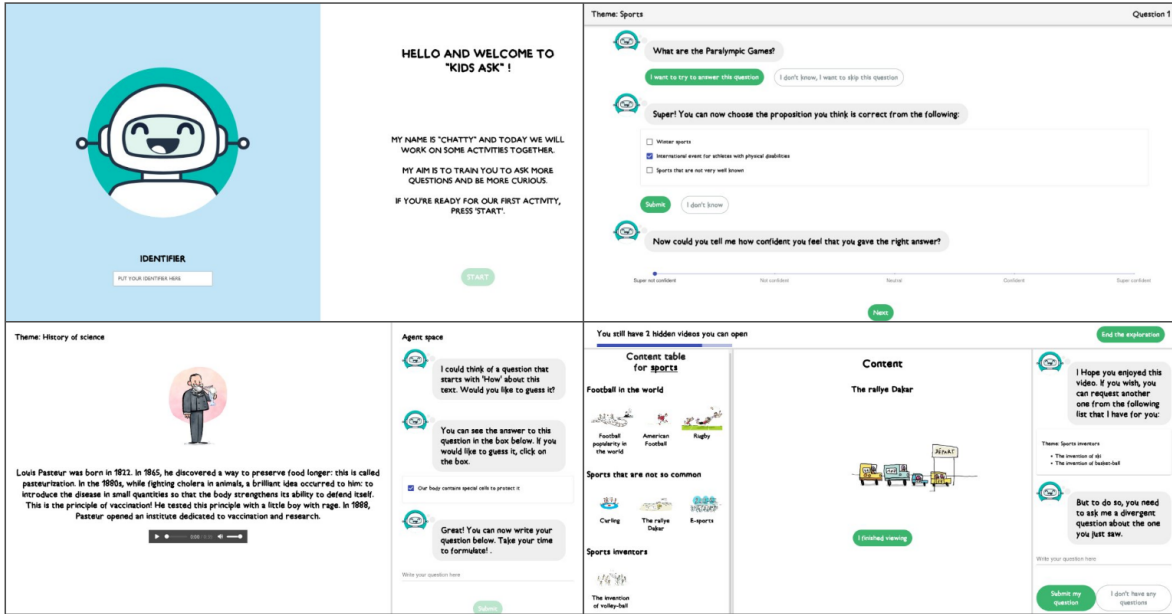 HELLO AND WELCOME TO
"KIDS ASK" !
MY NAME IS "CHATTY" AND TODAY WE WILL
WORK ON SOME ACTIVITIES TOGETHER.
MY AIM IS TO TRAIN YOU TO ASK MORE
QUESTIONS AND BE MORE CURIOUS.
IF YOU'RE READY FOR OUR FIRST ACTIVITY,
PRESS 'START'.
IDENTIFIER
PUT YOUR IDENTIFIER HERE
START
Theme: Sports
Question 1
What are the Paralympic Games?
I want to try to answer this question
I don't know, I want to skip this question
Super! You can now choose the proposition you think is correct from the following:
Winter sports
International event for athletes with physical disabilities
Sports that are not very well known
Submit
I don't know
Now could you tell me how confident you feel that you gave the right answer?
Super not confident
Not confident
Neutral
Confident
Super confident
Next
Theme: History of science
Louis Pasteur was born in 1822. In 1865, he discovered a way to preserve food longer: this is called
pasteurization. In the 1880s, while fighting cholera in animals, a brilliant idea occurred to him: to
introduce the disease in small quantities so that the body strengthens its ability to defend itself.
This is the principle of vaccination! He tested this principle with a little boy with rage. In 1888,
Pasteur opened an institute dedicated to vaccination and research.
Agent space
I could think of a question that
starts with 'How' about this
text. Would you like to guess it?
You can see the answer to this
question in the box below. If you
would like to guess it, click on
the box.
Our body contains special cells to protect it
Great! You can now write your
question below. Take your time
to formulate! .
Write your question here
Submit
You still have 2 hidden videos you can open
End the exploration
Content table
for sports
Football in the world
Football
popularity in
the world
American
Football
Rugby
Sports that are not so common
Curling
The rallye
Dakar
E-sports
Sports inventors
The invention
of volley-ball
Content
The rallye Dakar
DÉPART
I finished viewing
I Hope you enjoyed this
video. If you wish, you
can request another
one from the following
list that I have for you:
Theme: Sports inventors
• The invention of ski
• The invention of basket-ball
But to do so, you need
to ask me a divergent
question about the one
you just saw.
Write your question here
Submit my
question
I don't have any
questions